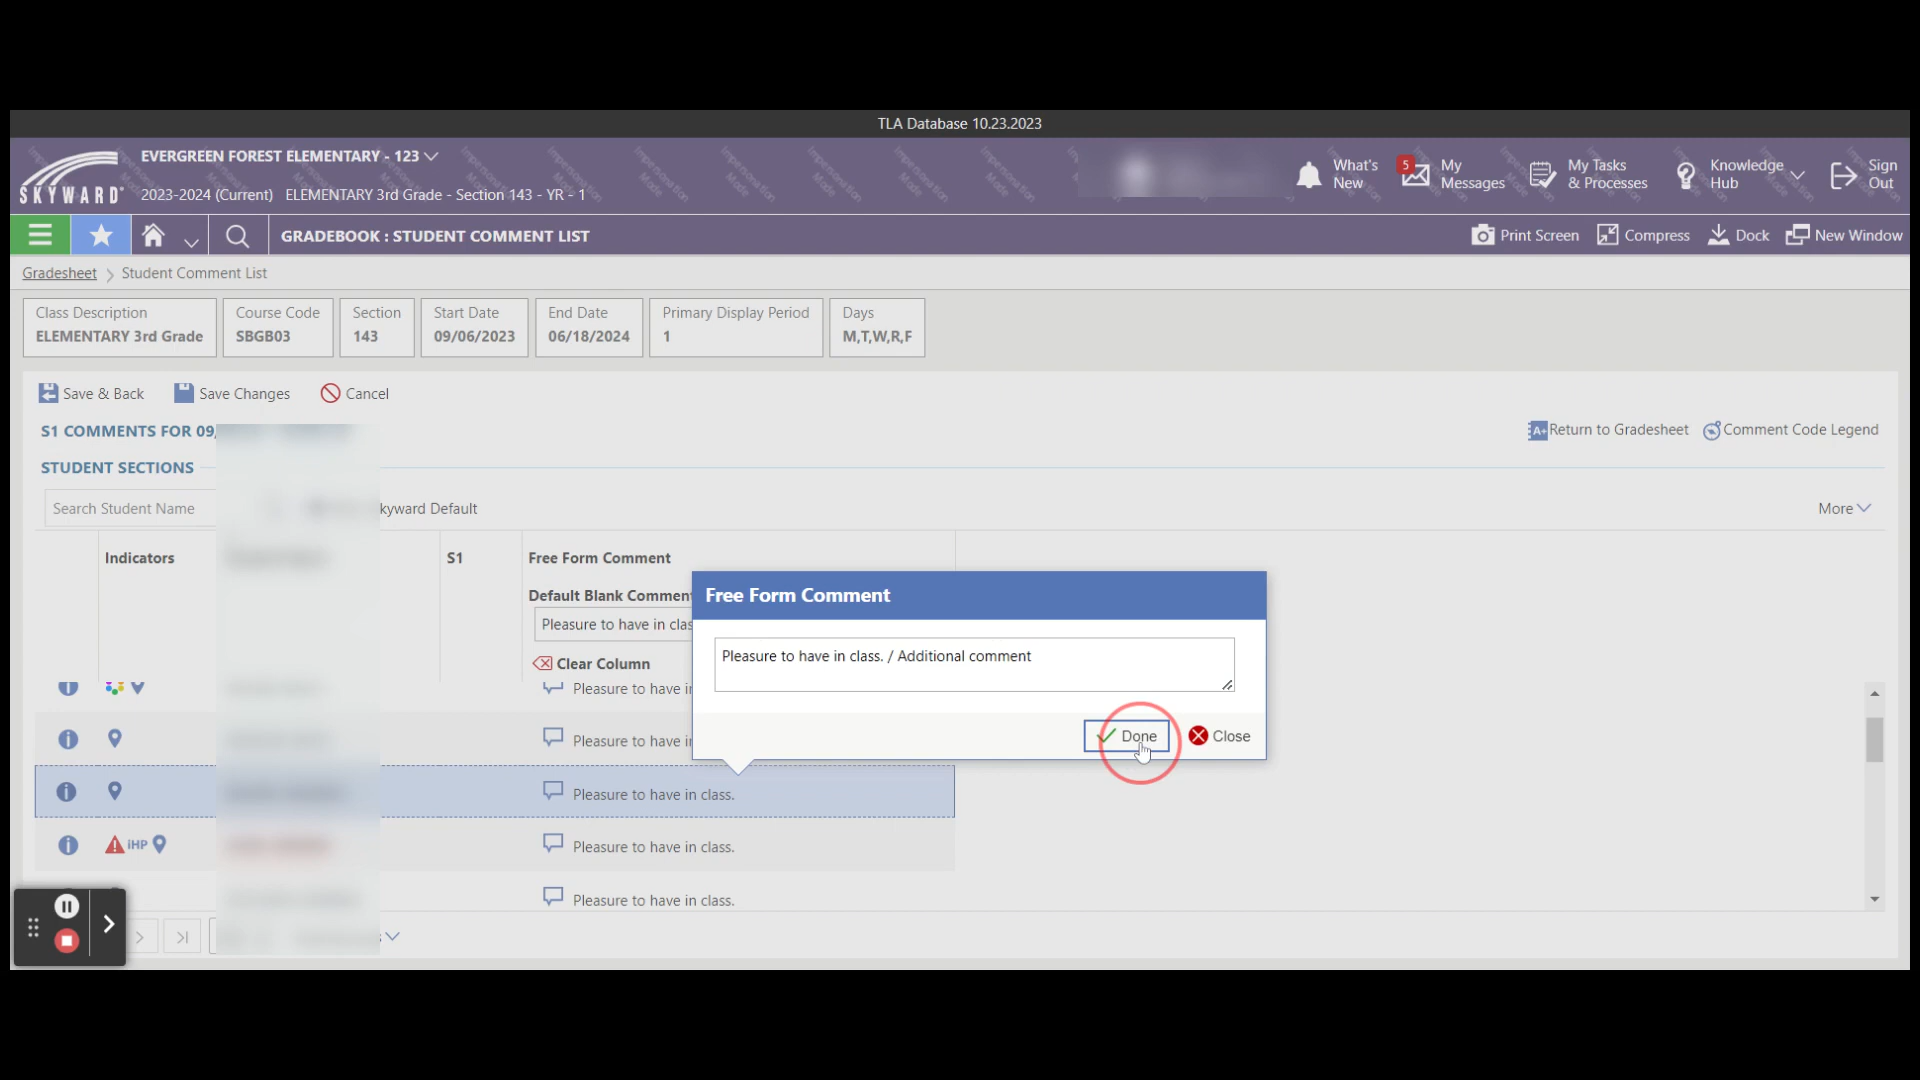 TLA Database 10.23.2023
EVERGREEN FOREST ELEMENTARY - 123
SKYWARD
2023-2024 (Current) ELEMENTARY 3rd Grade - Section 143 - YR - 1
Impersonation Mode
What's New
5
My Messages
My Tasks & Processes
Knowledge Hub
Sign Out
GRADEBOOK : STUDENT COMMENT LIST
Print Screen
Compress
Dock
New Window
Gradesheet
Student Comment List
Class Description
ELEMENTARY 3rd Grade
Course Code
SBGB03
Section
143
Start Date
09/06/2023
End Date
06/18/2024
Primary Display Period
1
Days
M,T,W,R,F
Save & Back
Save Changes
Cancel
S1 COMMENTS FOR 09/
Return to Gradesheet
Comment Code Legend
STUDENT SECTIONS
Search Student Name
kyward Default
More
Indicators
S1
Free Form Comment
Default Blank Comment
Pleasure to have in clas
Clear Column
Free Form Comment
Pleasure to have in class. / Additional comment
Done
Close
Pleasure to have in
Pleasure to have in
Pleasure to have in class.
iHP
Pleasure to have in class.
Pleasure to have in class.